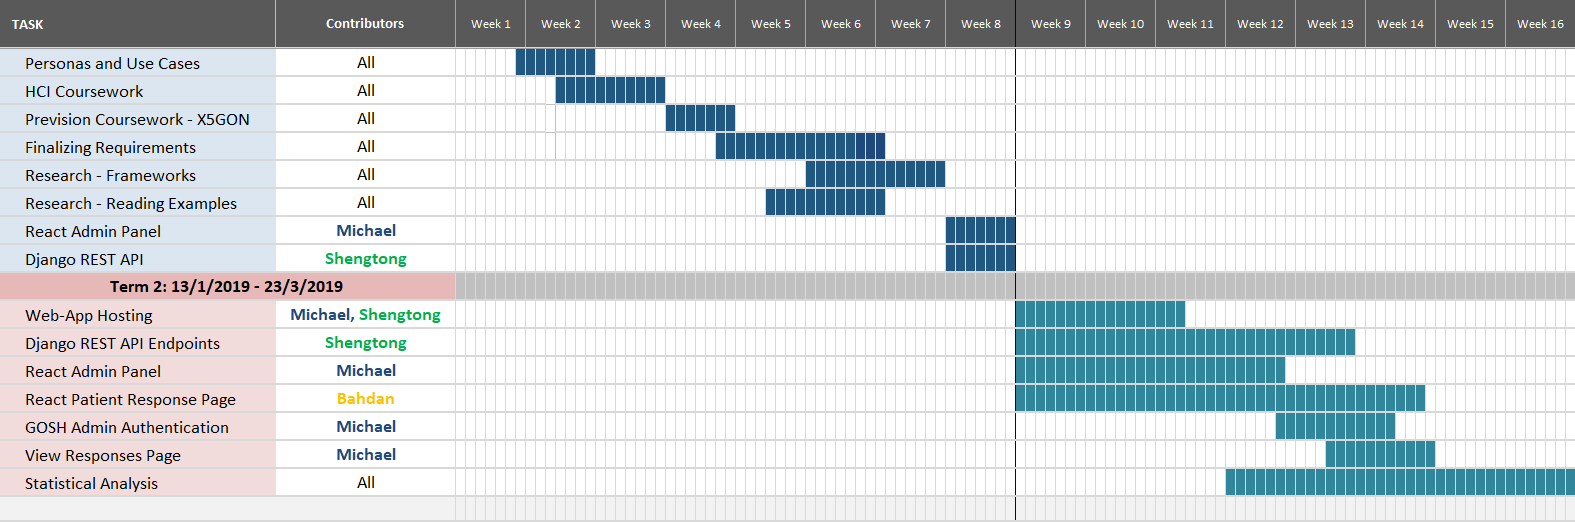 TASK Contributors Week 1 Week 2 Week 3 Week 4 Week 5 Week 6 Week 7 Week 8 Week 9 Week 10 Week 11 Week 12 Week 13 Week 14 Week 15 Week 16
Personas and Use Cases All
HCI Coursework All
Prevision Coursework - X5GON All
Finalizing Requirements All
Research - Frameworks All
Research - Reading Examples All
React Admin Panel Michael
Django REST API Shengtong
Term 2: 13/1/2019 - 23/3/2019
Web-App Hosting Michael, Shengtong
Django REST API Endpoints Shengtong
React Admin Panel Michael
React Patient Response Page Bahdan
GOSH Admin Authentication Michael
View Responses Page Michael
Statistical Analysis All